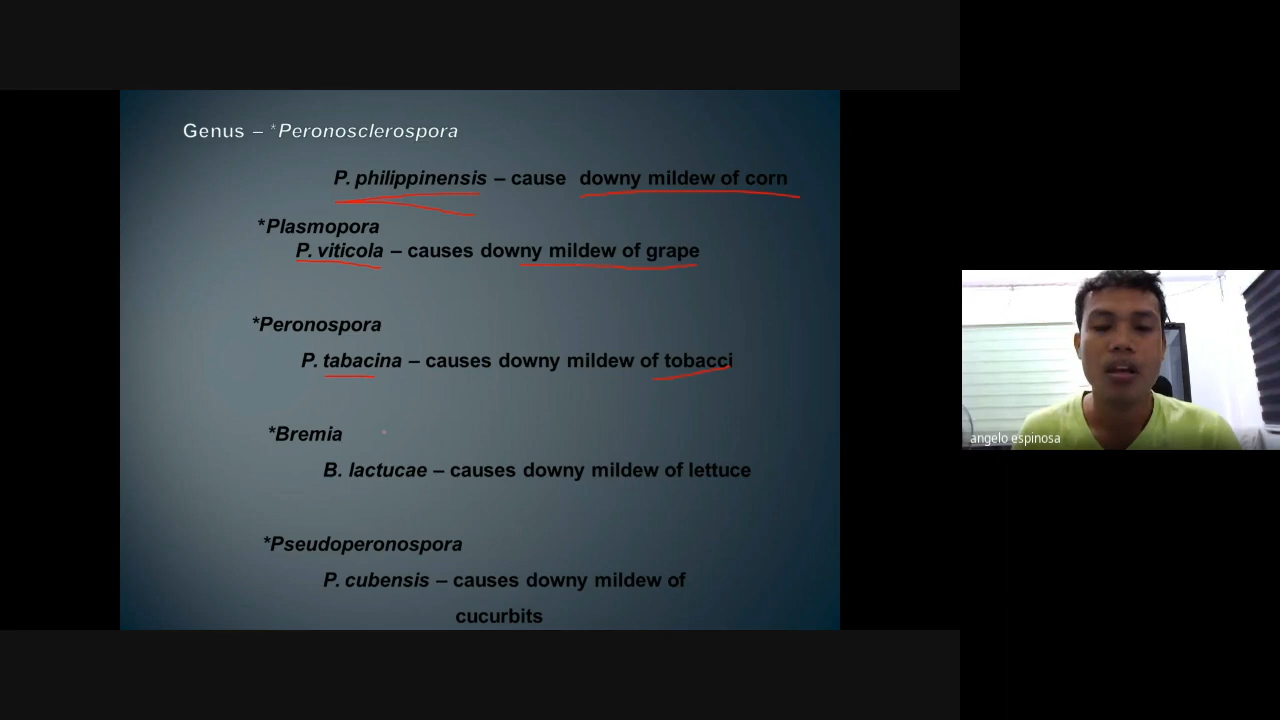 Genus – *Peronosclerospora
P. philippinensis – cause downy mildew of corn
*Plasmopora
P. viticola – causes downy mildew of grape
*Peronospora
P. tabacina – causes downy mildew of tobacci
*Bremia
B. lactucae – causes downy mildew of lettuce
*Pseudoperonospora
P. cubensis – causes downy mildew of
cucurbits
angelo espinosa